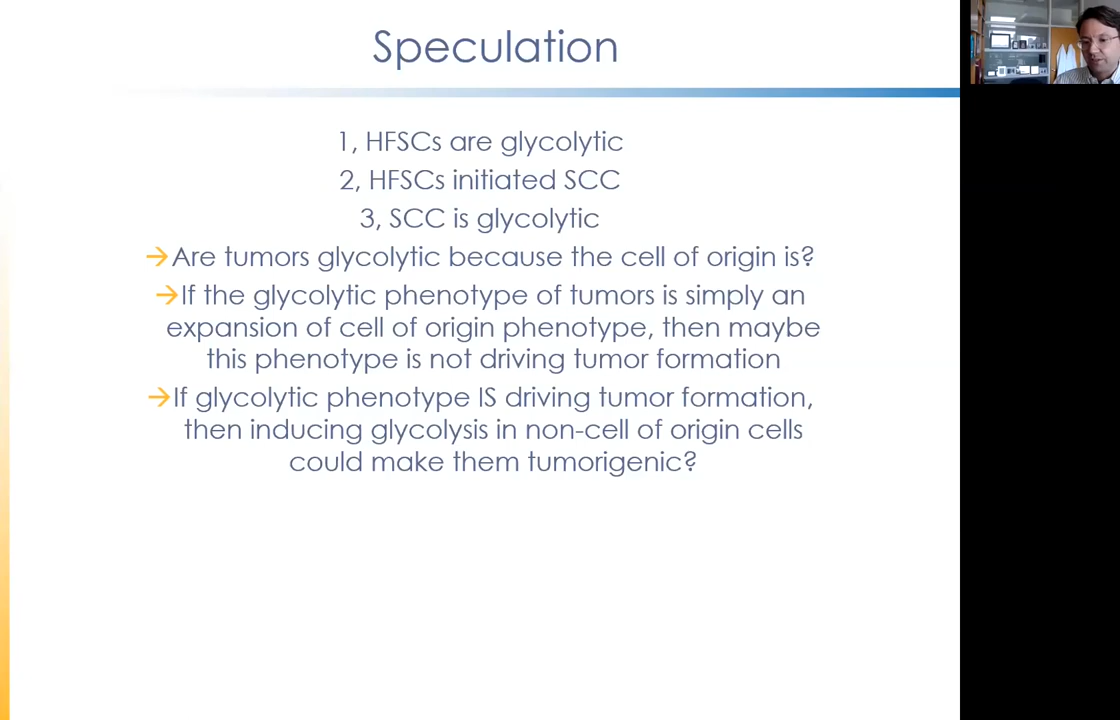 Speculation
1, HFSCs are glycolytic
2, HFSCs initiated SCC
3, SCC is glycolytic
→Are tumors glycolytic because the cell of origin is?
→If the glycolytic phenotype of tumors is simply an
expansion of cell of origin phenotype, then maybe
this phenotype is not driving tumor formation
→If glycolytic phenotype IS driving tumor formation,
then inducing glycolysis in non-cell of origin cells
could make them tumorigenic?